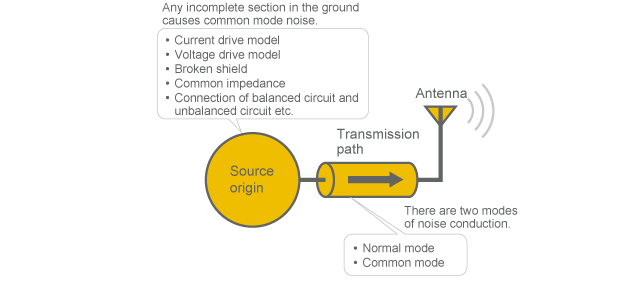 Any incomplete section in the ground
causes common mode noise.
• Current drive model
• Voltage drive model
• Broken shield
• Common impedance
• Connection of balanced circuit and
unbalanced circuit etc.
Antenna
Transmission
path
Source
origin
There are two modes
of noise conduction.
• Normal mode
• Common mode